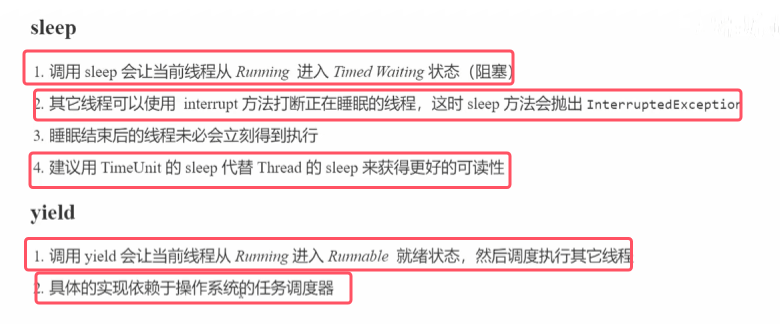 sleep
1. 调用 sleep 会让当前线程从 Running 进入 Timed Waiting 状态（阻塞）
2. 其它线程可以使用 interrupt 方法打断正在睡眠的线程，这时 sleep 方法会抛出 InterruptedException
3. 睡眠结束后的线程未必会立刻得到执行
4. 建议用 TimeUnit 的 sleep 代替 Thread 的 sleep 来获得更好的可读性
yield
1. 调用 yield 会让当前线程从 Running 进入 Runnable 就绪状态，然后调度执行其它线程
2. 具体的实现依赖于操作系统的任务调度器